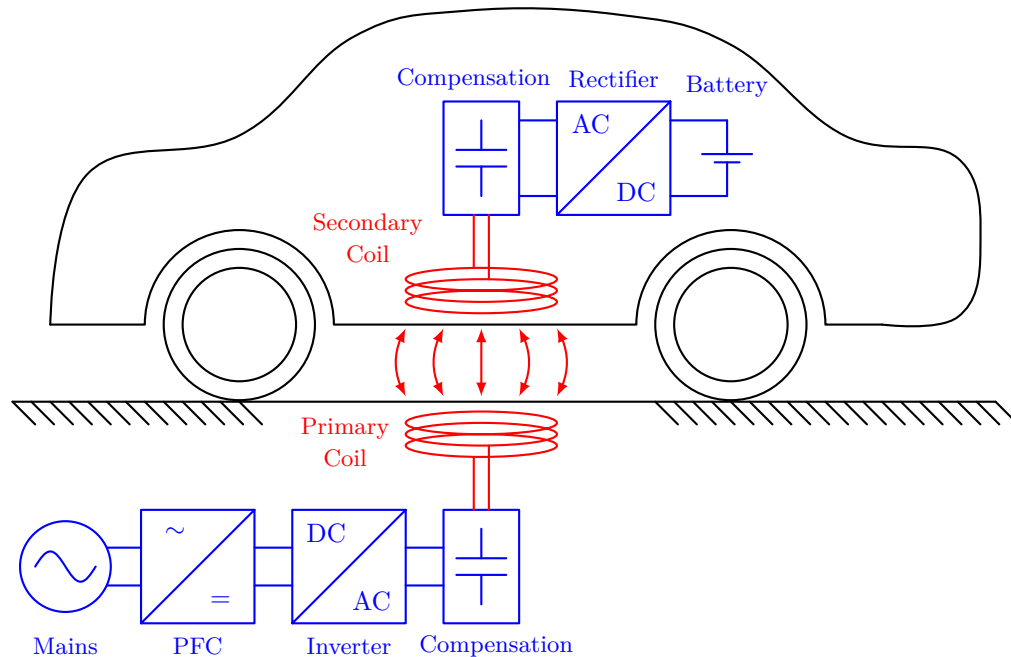 Compensation
Rectifier
Battery
AC
DC
Secondary
Coil
Primary
Coil
~
=
DC
AC
Mains
PFC
Inverter
Compensation